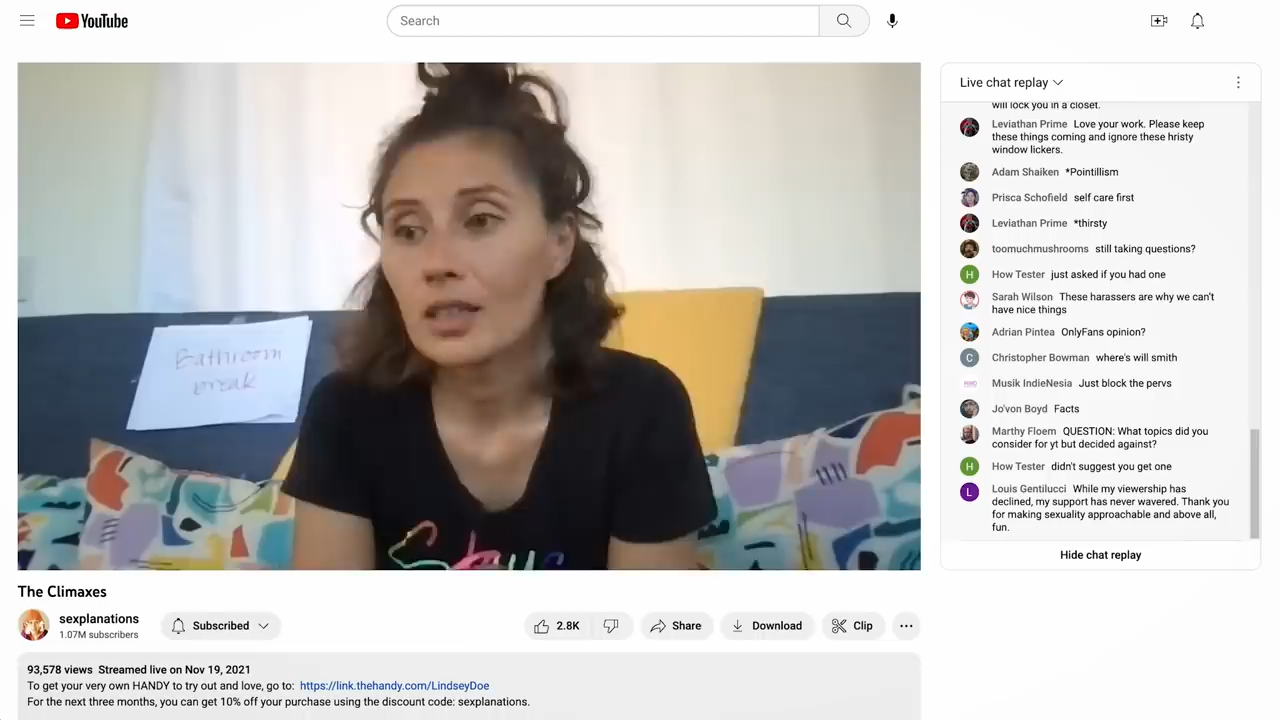 YouTube
Search
Live chat replay
will lock you in a closet.
Leviathan Prime Love your work. Please keep
these things coming and ignore these hristy
window lickers.
Adam Shaiken *Pointillism
Prisca Schofield self care first
Leviathan Prime *thirsty
toomuchmushrooms still taking questions?
H How Tester just asked if you had one
Sarah Wilson These harassers are why we can't
have nice things
Adrian Pintea OnlyFans opinion?
C Christopher Bowman where's will smith
Musik IndieNesia Just block the pervs
Jo'von Boyd Facts
Marthy Floem QUESTION: What topics did you
consider for yt but decided against?
H How Tester didn't suggest you get one
L Louis Gentilucci While my viewership has
declined, my support has never wavered. Thank you
for making sexuality approachable and above all,
fun.
Hide chat replay
Bathroom
break
The Climaxes
sexplanations
1.07M subscribers
Subscribed
2.8K
Share
Download
Clip
93,578 views Streamed live on Nov 19, 2021
To get your very own HANDY to try out and love, go to: https://link.thehandy.com/LindseyDoe
For the next three months, you can get 10% off your purchase using the discount code: sexplanations.